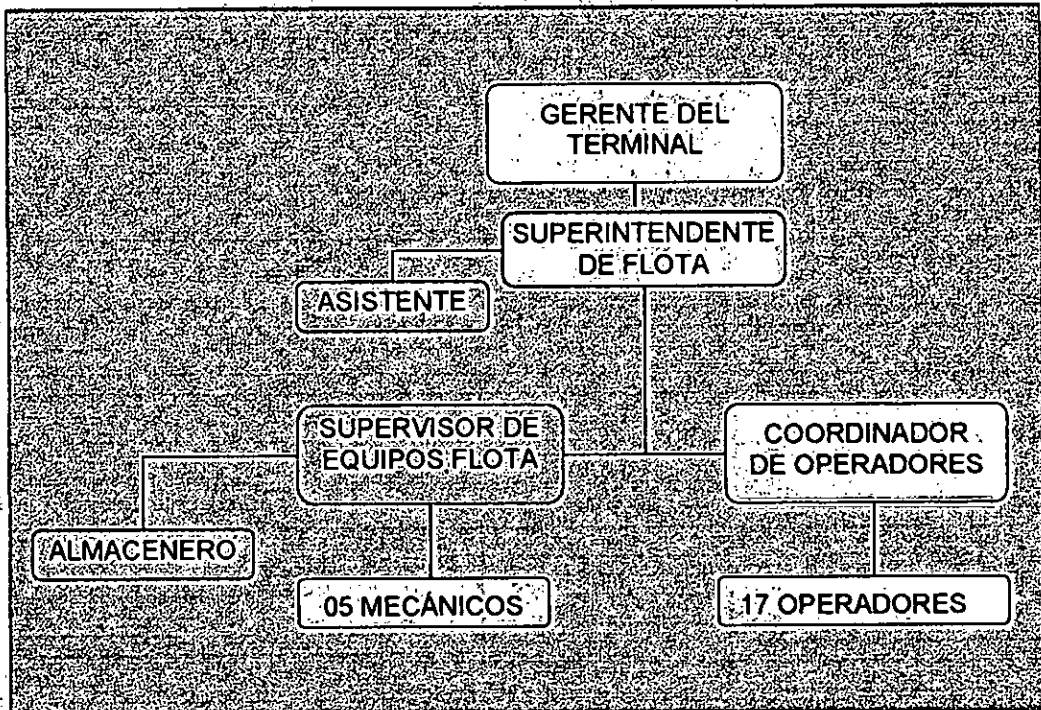 GERENTE DEL
TERMINAL
SUPERINTENDENTE
DE FLOTA
ASISTENTE
SUPERVISOR DE
EQUIPOS FLOTA
COORDINADOR
DE OPERADORES
ALMACENERO
05 MECÁNICOS
17 OPERADORES